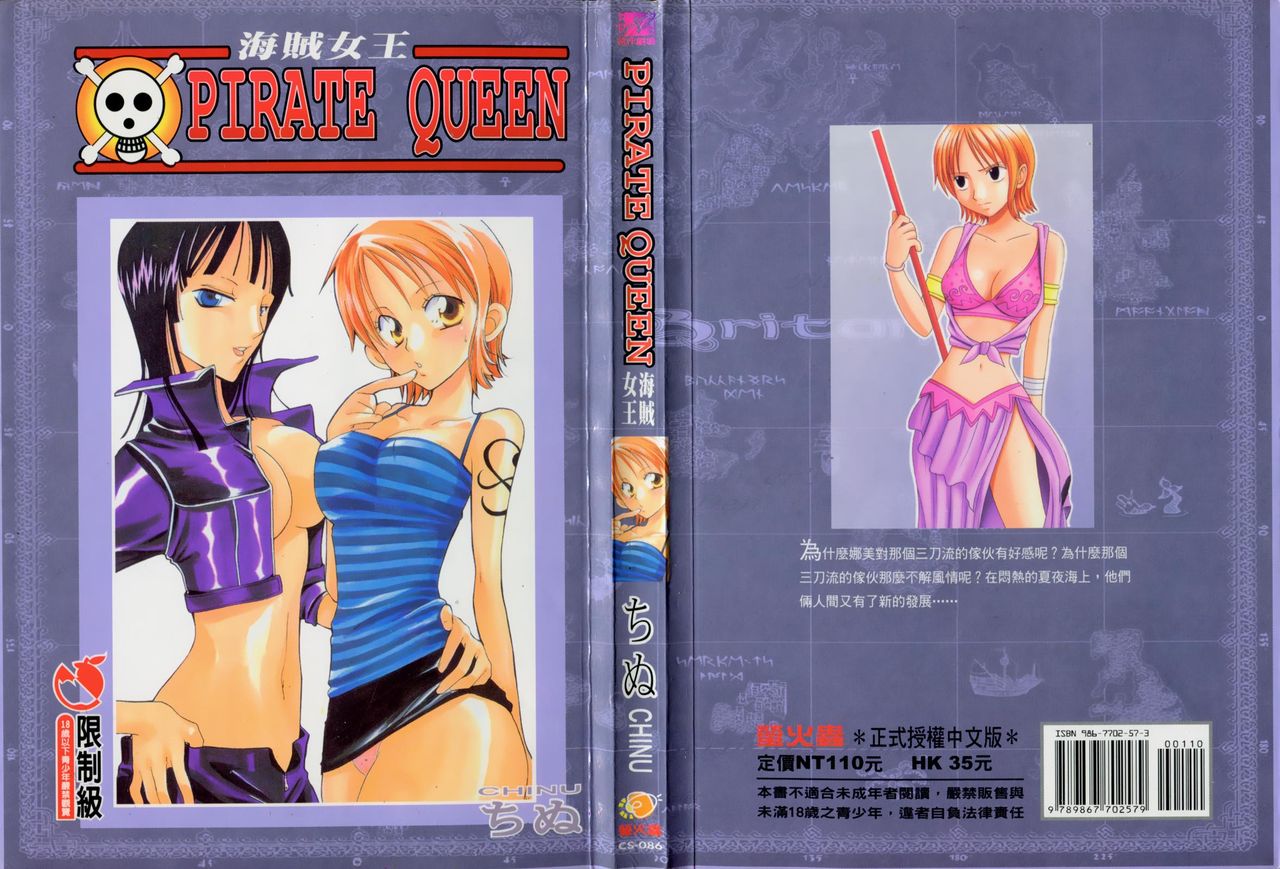 海賊女王
PIRATE QUEEN
限制級
18歲以下青少年嚴禁觀覽
CHINU
ちぬ
PIRATE QUEEN
海賊
女王
ちぬ
CHINU
螢火蟲
CS-086
Britan
為什麼娜美對那個三刀流的傢伙有好感呢？為什麼那個
三刀流的傢伙那麼不解風情呢？在悶熱的夏夜海上，他們
倆人間又有了新的發展……
螢火蟲 ＊正式授權中文版＊
定價NT110元 HK 35元
本書不適合未成年者閱讀，嚴禁販售與
未滿18歲之青少年，違者自負法律責任
ISBN 986-7702-57-3
00110
9 789867 702579